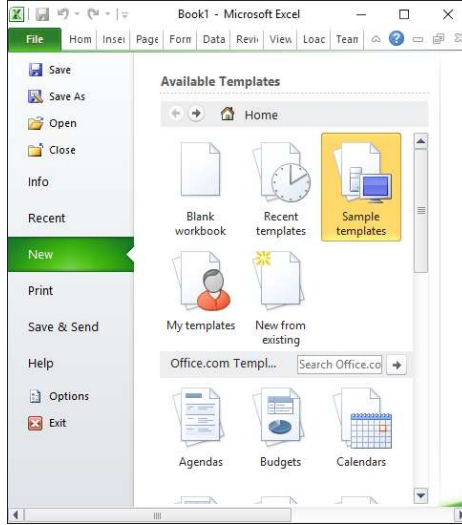 Book1 - Microsoft Excel
File Hom Inser Page Form Data Revi View Loac Tean
Save
Save As
Open
Close
Info
Recent
New
Print
Save & Send
Help
Options
Exit
Available Templates
Home
Blank
workbook
Recent
templates
Sample
templates
My templates
New from
existing
Office.com Templ... Search Office.co
Agendas
Budgets
Calendars